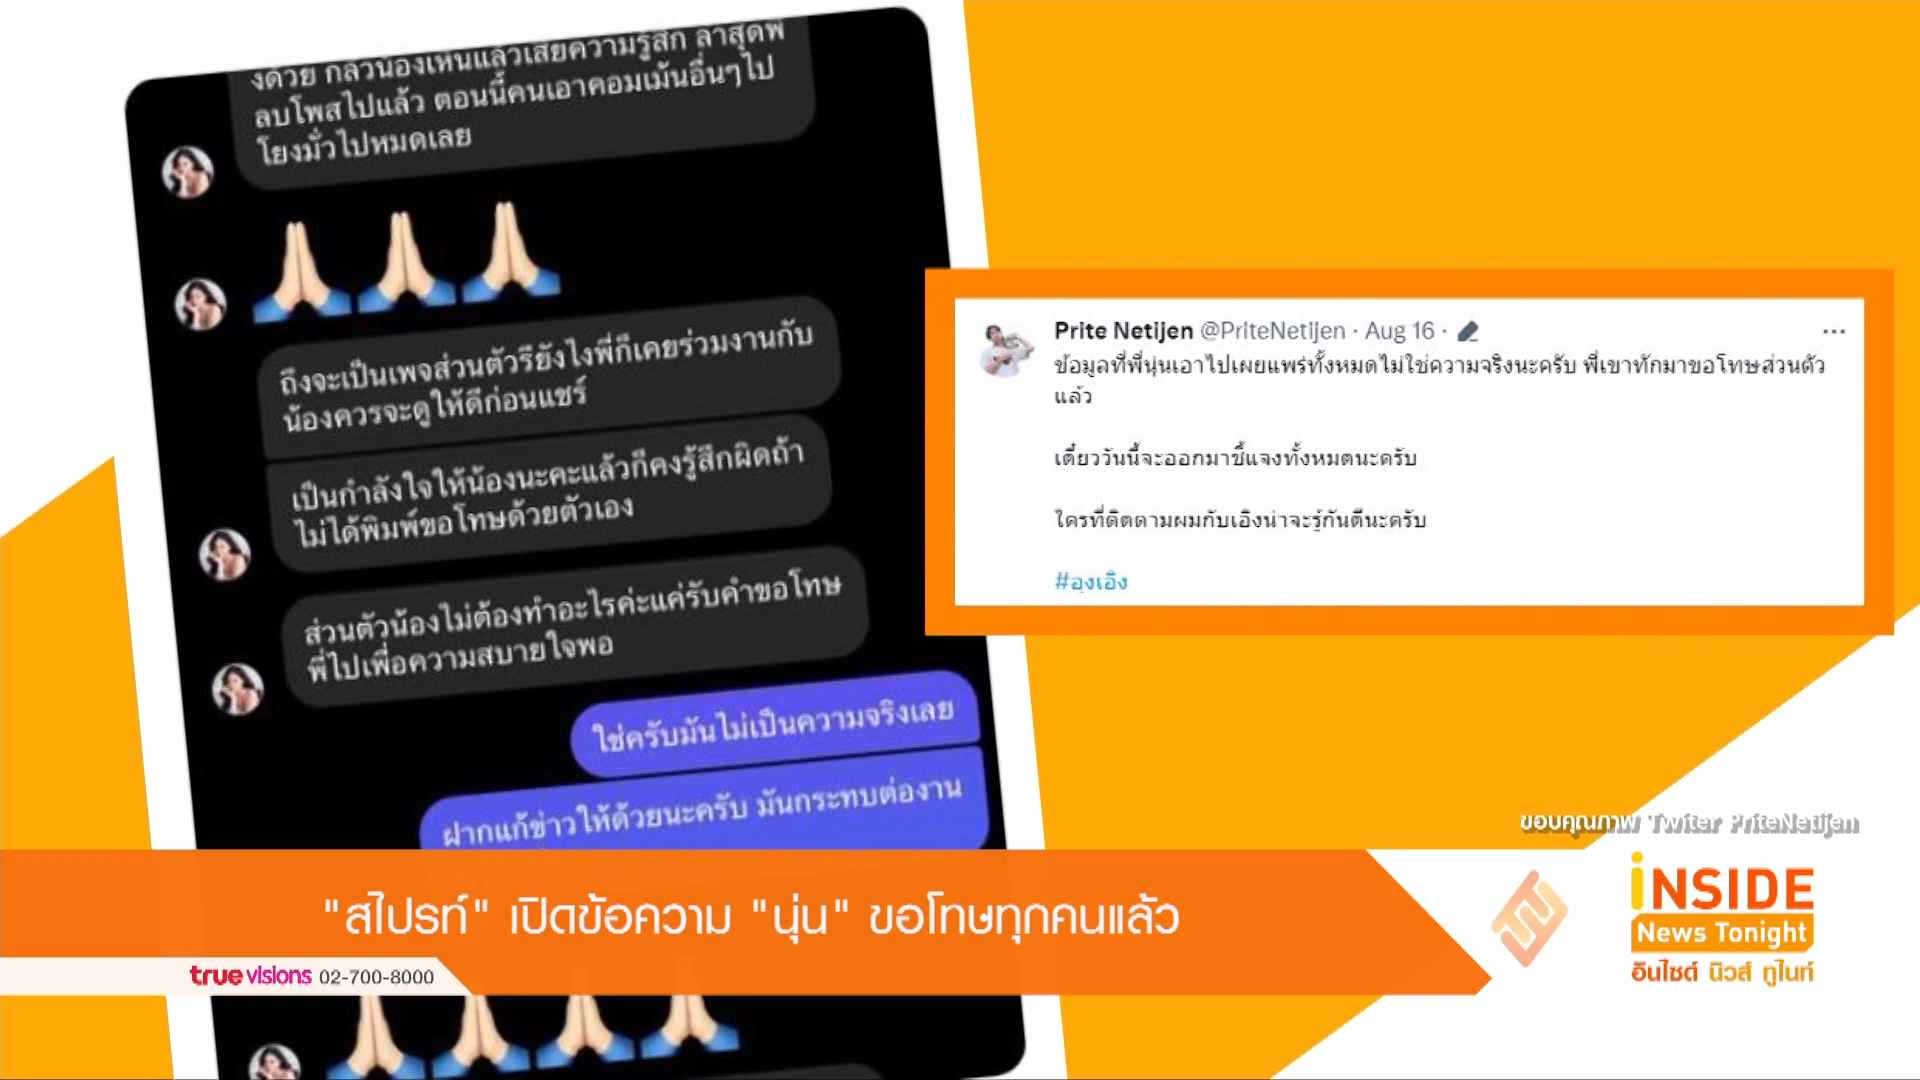 งด้วย กลัวน้องเห็นแล้วเสียความรู้สึก ล่าสุดพี่
ลบโพสไปแล้ว ตอนนี้คนเอาคอมเม้นอื่นๆไป
โยงมั่วไปหมดเลย
🙏🏻🙏🏻🙏🏻
ถึงจะเป็นเพจส่วนตัวรึยังไงพี่ก็เคยร่วมงานกับ
น้องควรจะดูให้ดีก่อนแชร์
เป็นกำลังใจให้น้องนะคะแล้วก็คงรู้สึกผิดถ้า
ไม่ได้พิมพ์ขอโทษด้วยตัวเอง
ส่วนตัวน้องไม่ต้องทำอะไรค่ะแค่รับคำขอโทษ
พี่ไปเพื่อความสบายใจพอ
ใช่ครับมันไม่เป็นความจริงเลย
ฝากแก้ข่าวให้ด้วยนะครับ มันกระทบต่องาน
🙏🏻🙏🏻🙏🏻🙏🏻
Prite Netijen @PriteNetijen · Aug 16 ·
ข้อมูลที่พี่นุ่นเอาไปเผยแพร่ทั้งหมดไม่ใช่ความจริงนะครับ พี่เขาทักมาขอโทษส่วนตัว
แล้ว
เดี๋ยววันนี้จะออกมาชี้แจงทั้งหมดนะครับ
ใครที่ติดตามผมกับเอิงน่าจะรู้กันดีนะครับ
#อุงเอิง
ขอบคุณภาพ Twiter PriteNetijen
"สไปรท์" เปิดข้อความ "นุ่น" ขอโทษทุกคนแล้ว
truevisions 02-700-8000
iNSIDE
News Tonight
อินไซด์ นิวส์ ทูไนท์